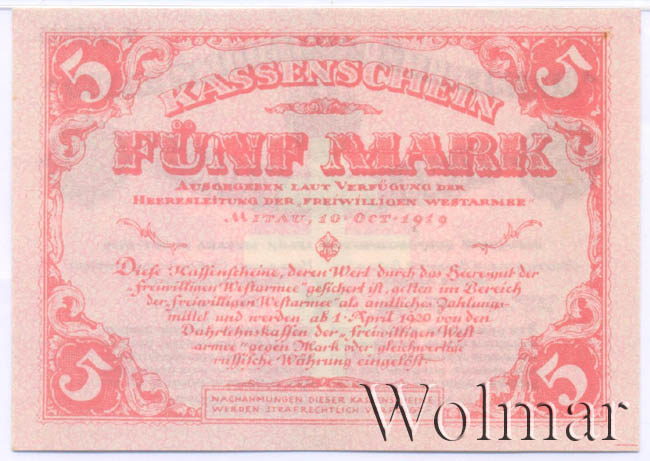 5 5
KASSENSCHEIN
FÜNF MARK
AUSGEGEBEN LAUT VERFÜGUNG DER
HEERESLEITUNG DER „FREIWILLIGEN WESTARMEE“
MITAU, 10·OCT·1919
Diese Kassenscheine, deren Wert durch das Heeregut der
„freiwilligen Westarmee“ gesichert ist, gelten im Bereich
der „freiwilligen Westarmee“ als amtliches Zahlungs-
mittel und werden ab 1·April 1920 von den
Darlehnskassen der „freiwilligen West
armee“ gegen Mark oder gleichwertige
russische Währung eingelöst
5 5
NACHAHMUNGEN DIESER KASSENSCHEINE
WERDEN STRAFRECHTLICH
Wolmar